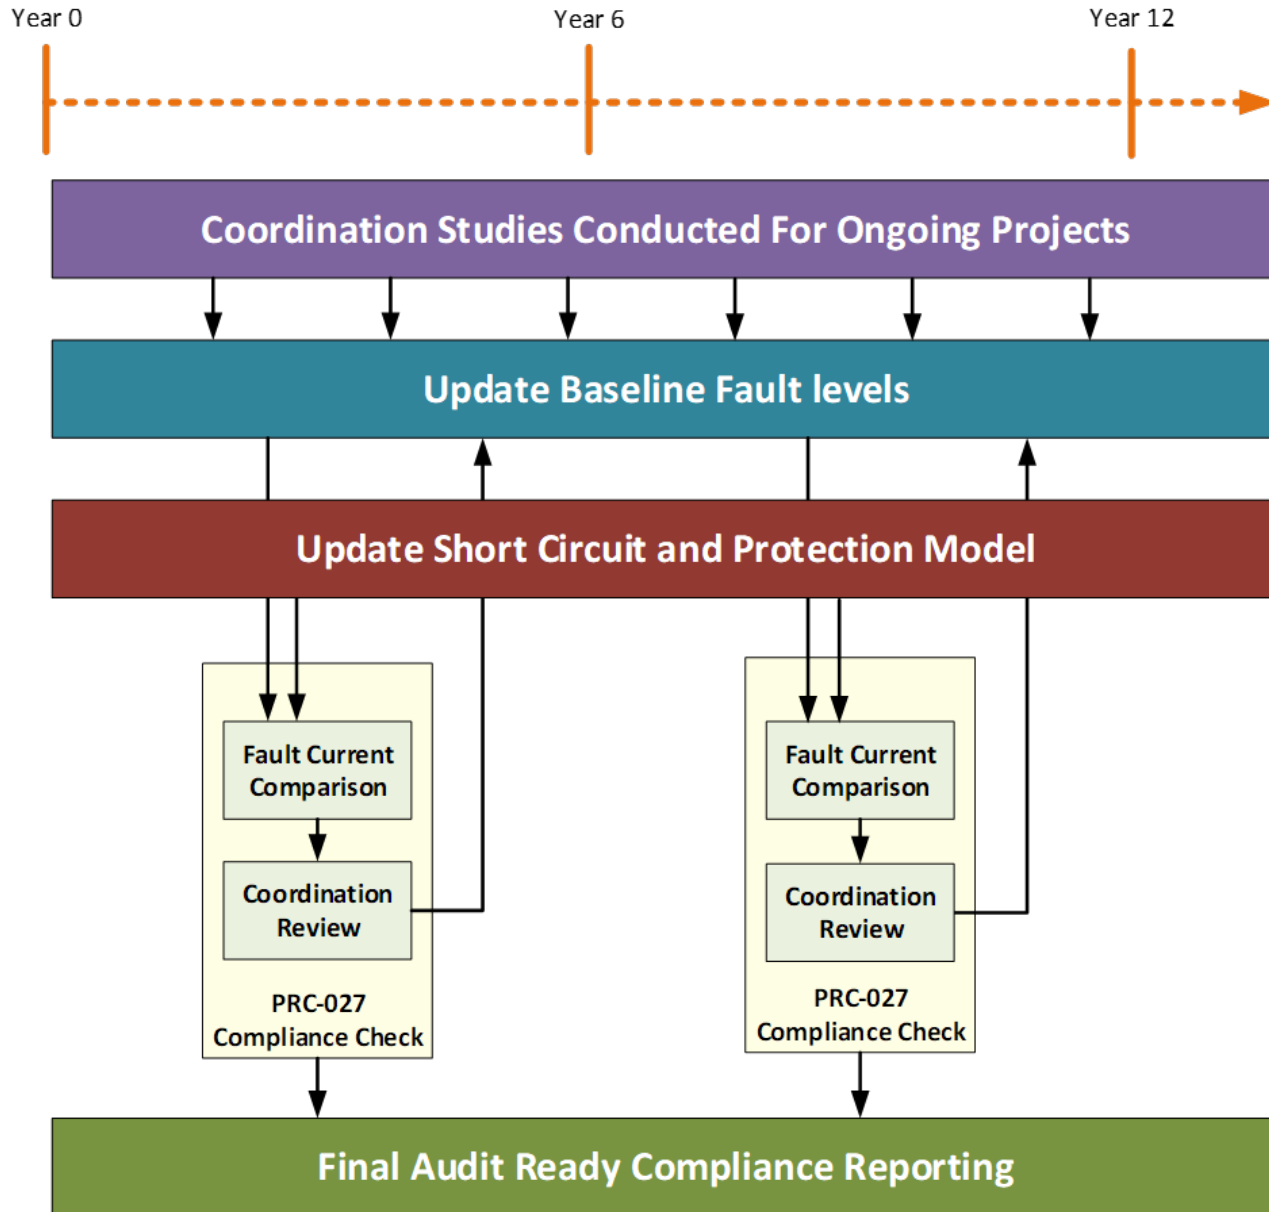 Year 0
Year 6
Year 12
Coordination Studies Conducted For Ongoing Projects
Update Baseline Fault levels
Update Short Circuit and Protection Model
Fault Current
Comparison
Coordination
Review
PRC-027
Compliance Check
Fault Current
Comparison
Coordination
Review
PRC-027
Compliance Check
Final Audit Ready Compliance Reporting